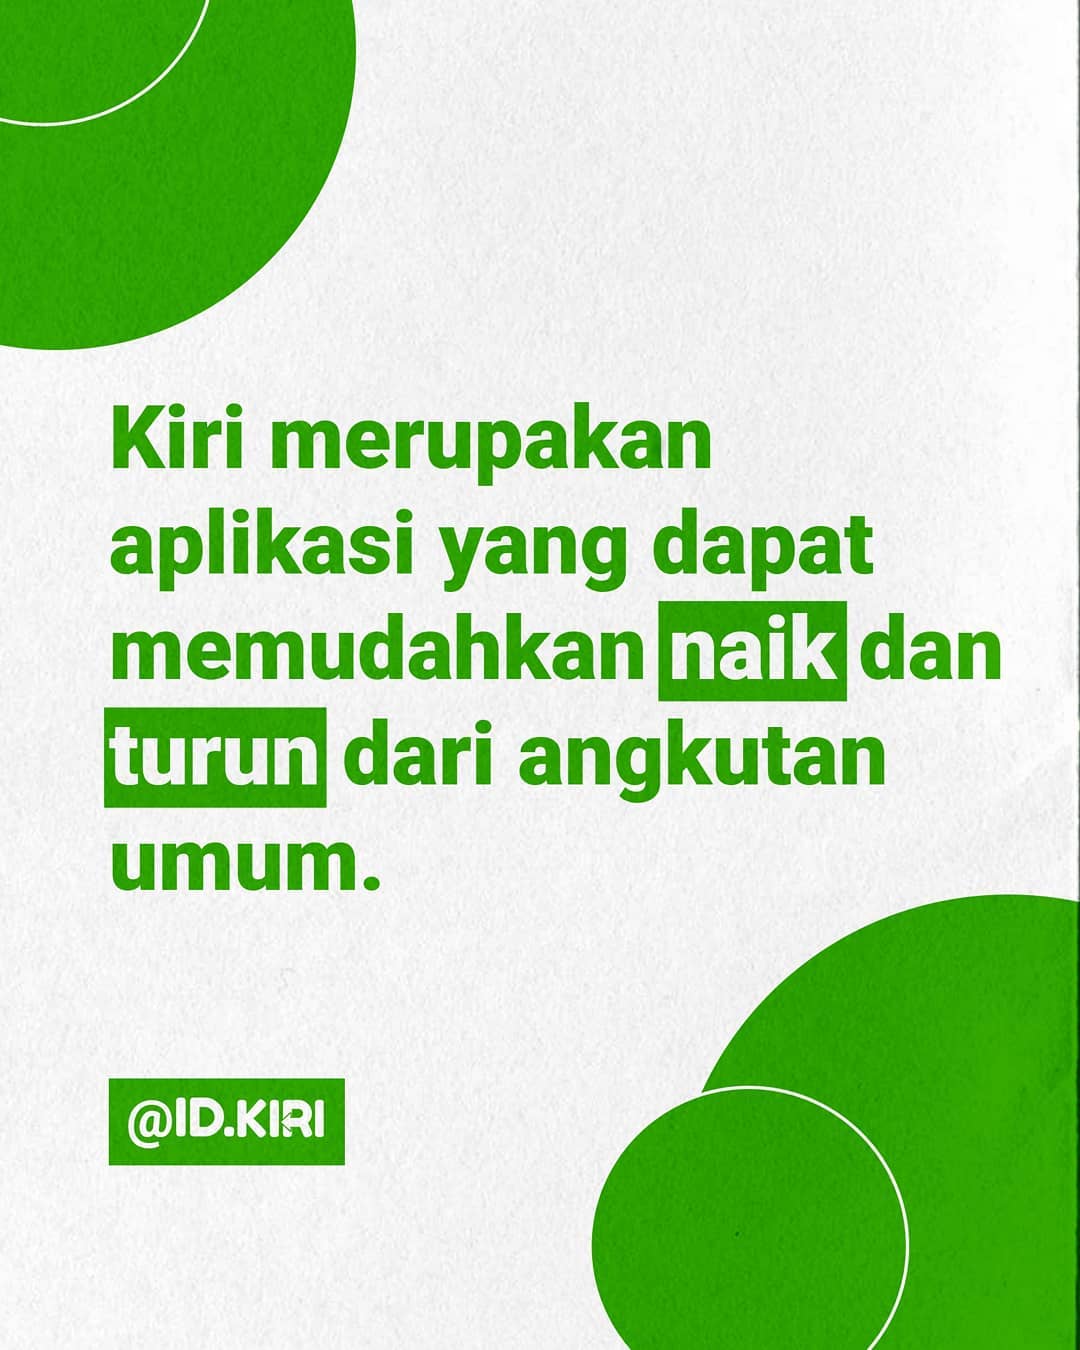 Kiri merupakan
aplikasi yang dapat
memudahkan naik dan
turun dari angkutan
umum.
@ID.KIRI